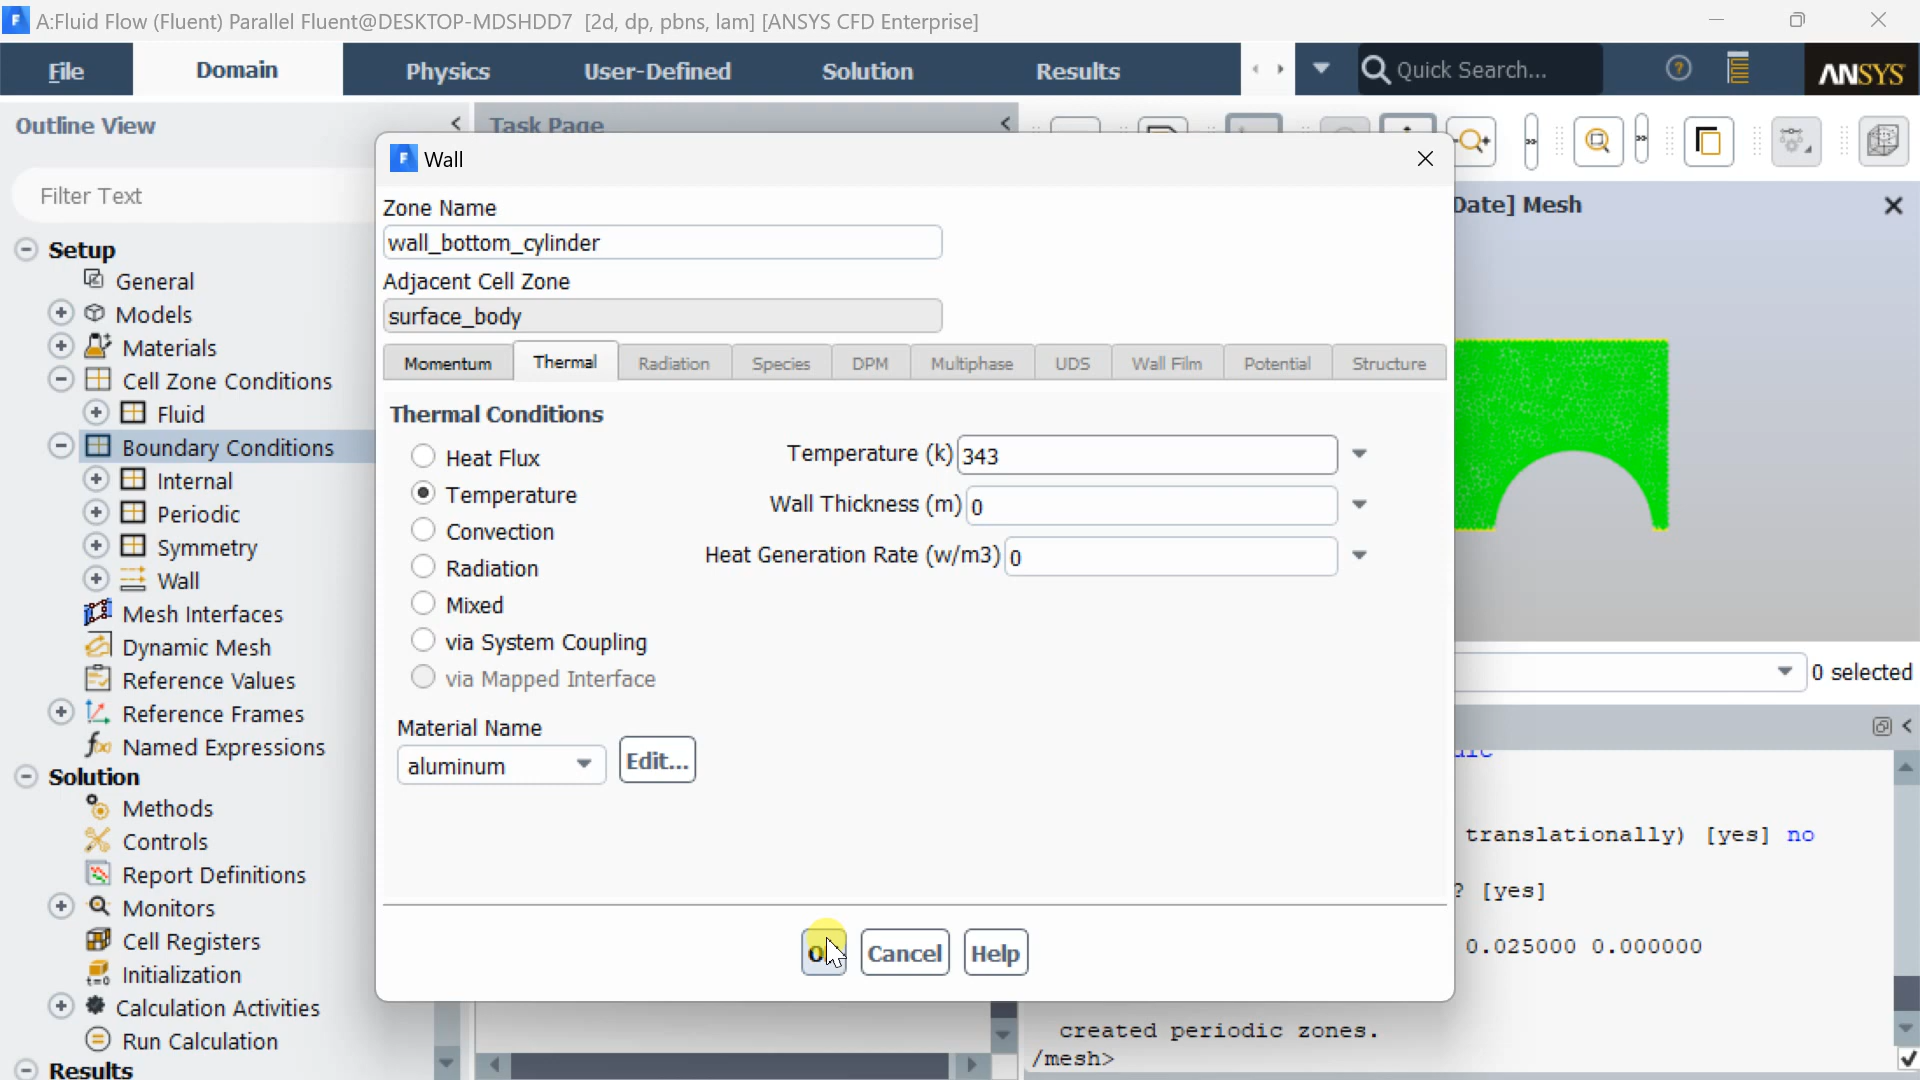 A:Fluid Flow (Fluent) Parallel Fluent@DESKTOP-MDSHDD7 [2d, dp, pbns, lam] [ANSYS CFD Enterprise]
File Domain Physics User-Defined Solution Results Quick Search... ANSYS
Outline View
Task Page
Filter Text
Setup
General
Models
Materials
Cell Zone Conditions
Fluid
Boundary Conditions
Internal
Periodic
Symmetry
Wall
Mesh Interfaces
Dynamic Mesh
Reference Values
Reference Frames
Named Expressions
Solution
Methods
Controls
Report Definitions
Monitors
Cell Registers
Initialization
Calculation Activities
Run Calculation
Results
Wall
Zone Name
wall_bottom_cylinder
Adjacent Cell Zone
surface_body
Momentum Thermal Radiation Species DPM Multiphase UDS Wall Film Potential Structure
Thermal Conditions
Heat Flux
Temperature
Convection
Radiation
Mixed
via System Coupling
via Mapped Interface
Temperature (k) 343
Wall Thickness (m) 0
Heat Generation Rate (w/m3) 0
Material Name
aluminum Edit...
Cancel Help
Date] Mesh
0 selected
translationally) [yes] no
? [yes]
0.025000 0.000000
created periodic zones.
/mesh>